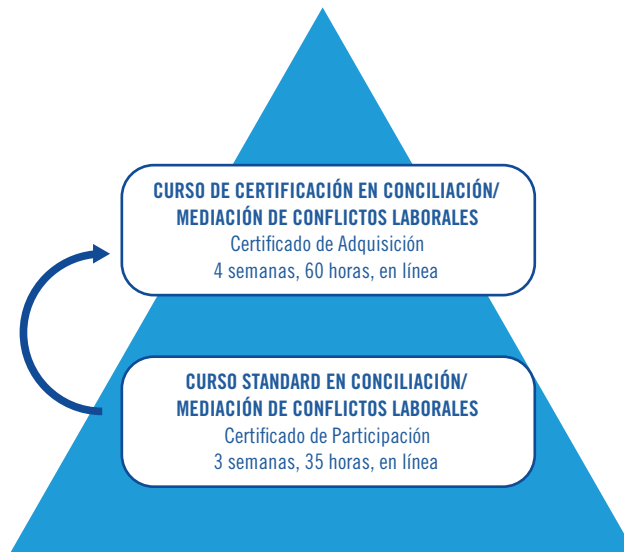 CURSO DE CERTIFICACIÓN EN CONCILIACIÓN/
MEDIACIÓN DE CONFLICTOS LABORALES
Certificado de Adquisición
4 semanas, 60 horas, en línea
CURSO STANDARD EN CONCILIACIÓN/
MEDIACIÓN DE CONFLICTOS LABORALES
Certificado de Participación
3 semanas, 35 horas, en línea